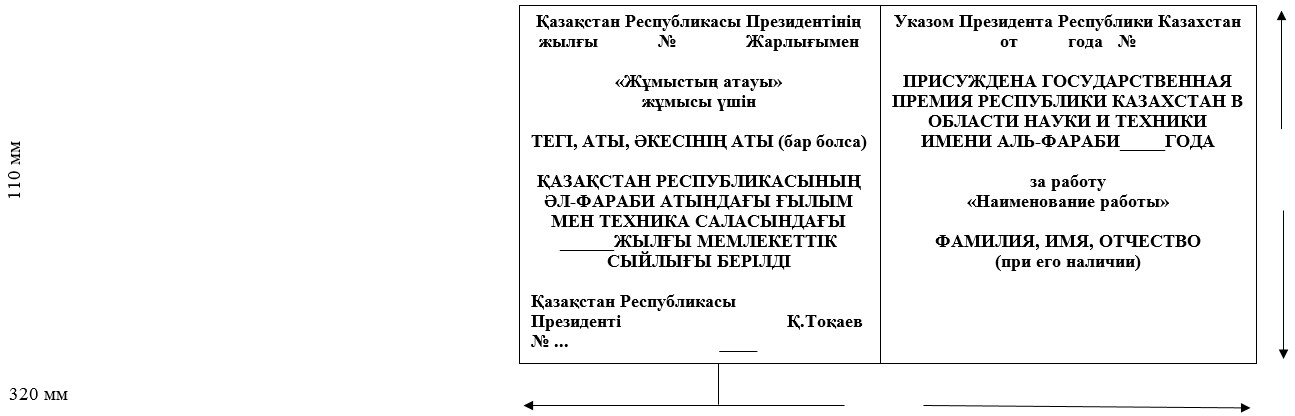 Қазақстан Республикасы Президентінің
жылғы № Жарлығымен
«Жұмыстың атауы»
жұмысы үшін
ТЕГІ, АТЫ, ӘКЕСІНІҢ АТЫ (бар болса)
ҚАЗАҚСТАН РЕСПУБЛИКАСЫНЫҢ
ӘЛ-ФАРАБИ АТЫНДАҒЫ ҒЫЛЫМ
МЕН ТЕХНИКА САЛАСЫНДАҒЫ
______ЖЫЛҒЫ МЕМЛЕКЕТТІК
СЫЙЛЫҒЫ БЕРІЛДІ
Қазақстан Республикасы
Президенті Қ.Тоқаев
№ ... ____
Указом Президента Республики Казахстан
от года №
ПРИСУЖДЕНА ГОСУДАРСТВЕННАЯ
ПРЕМИЯ РЕСПУБЛИКИ КАЗАХСТАН В
ОБЛАСТИ НАУКИ И ТЕХНИКИ
ИМЕНИ АЛЬ-ФАРАБИ_____ГОДА
за работу
«Наименование работы»
ФАМИЛИЯ, ИМЯ, ОТЧЕСТВО
(при его наличии)
110 мм
320 мм